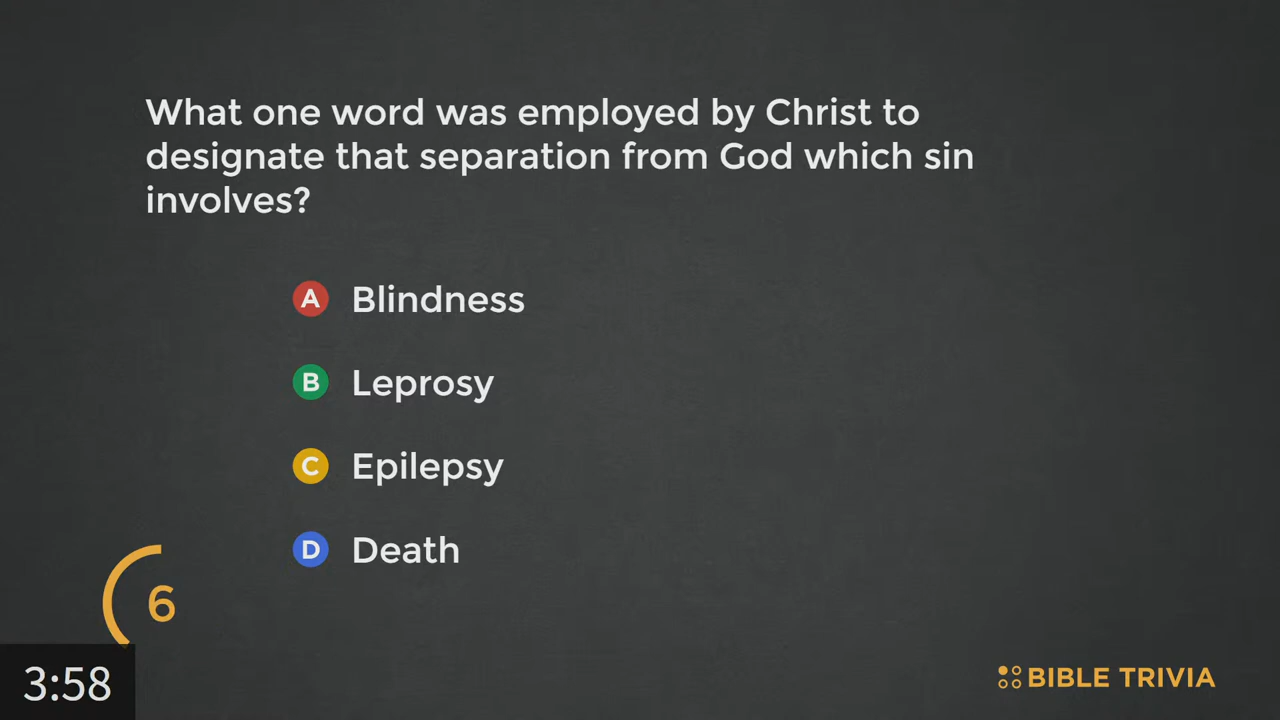 What one word was employed by Christ to
designate that separation from God which sin
involves?
A Blindness
B Leprosy
C Epilepsy
D Death
6
3:58
BIBLE TRIVIA